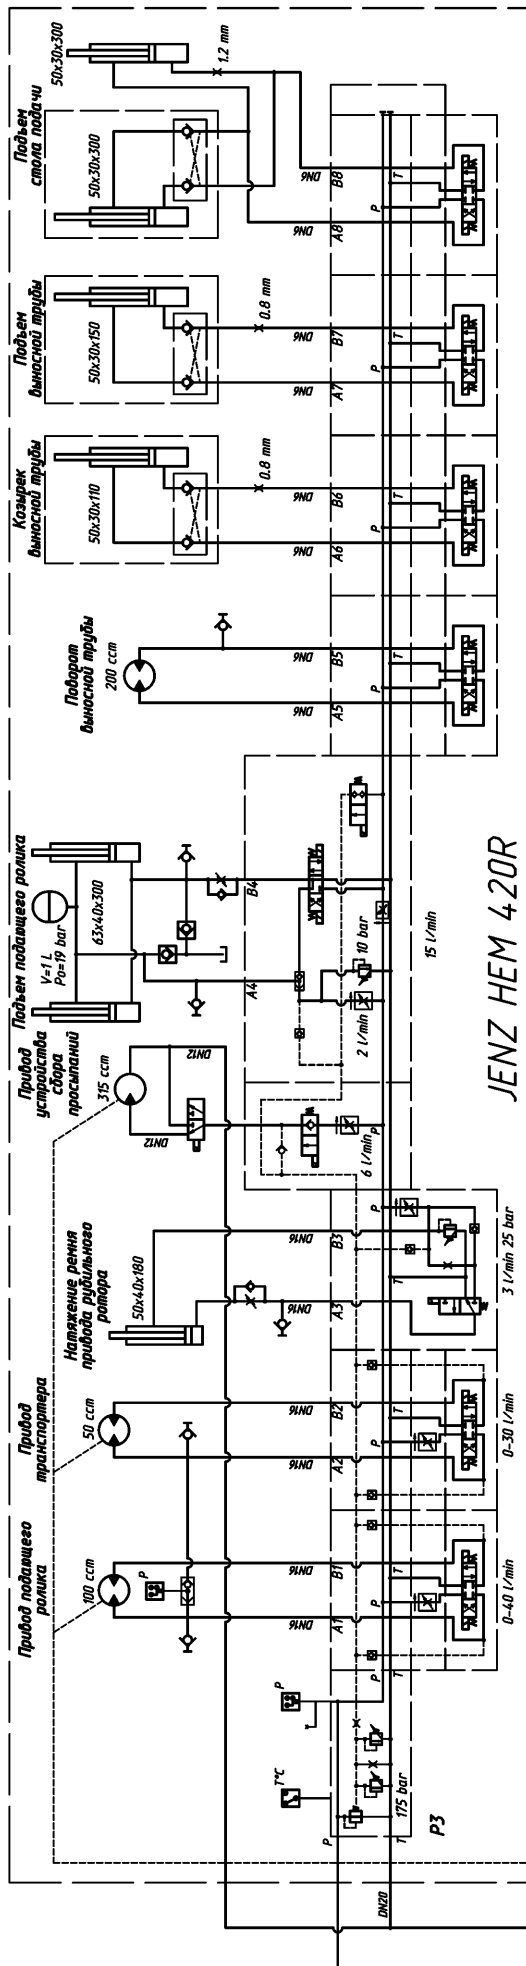 Привод подающего
ролика
100 ccm
Привод
транспортера
50 ccm
Натяжение ремня
привода рубильного
ротора
50x40x180
Привод
устройства
сбора
просыпаний
315 ccm
Подъем подающего ролика
V=1 L
Po=19 bar
63x40x300
Поворот
выносной трубы
200 ccm
Козырек
выносной трубы
50x30x110
Подъем
выносной трубы
50x30x150
Подъем
стола подачи
50x30x300
50x30x300
P
DN12
DN12
0.8 mm
0.8 mm
1.2 mm
T°C
P
DN16
DN16
DN16
DN16
DN16
DN16
DN6
DN6
DN6
DN6
DN6
DN6
DN6
DN6
A1
B1
A2
B2
A3
B3
A4
B4
A5
B5
A6
B6
A7
B7
A8
B8
P
T
P
T
P
T
P
T
T
P
P
P
T
P
T
P
T
P
T
DN20
175 bar
6 l/min
2 l/min
10 bar
15 l/min
P3
0-40 l/min
0-30 l/min
3 l/min 25 bar
JENZ HEM 420R